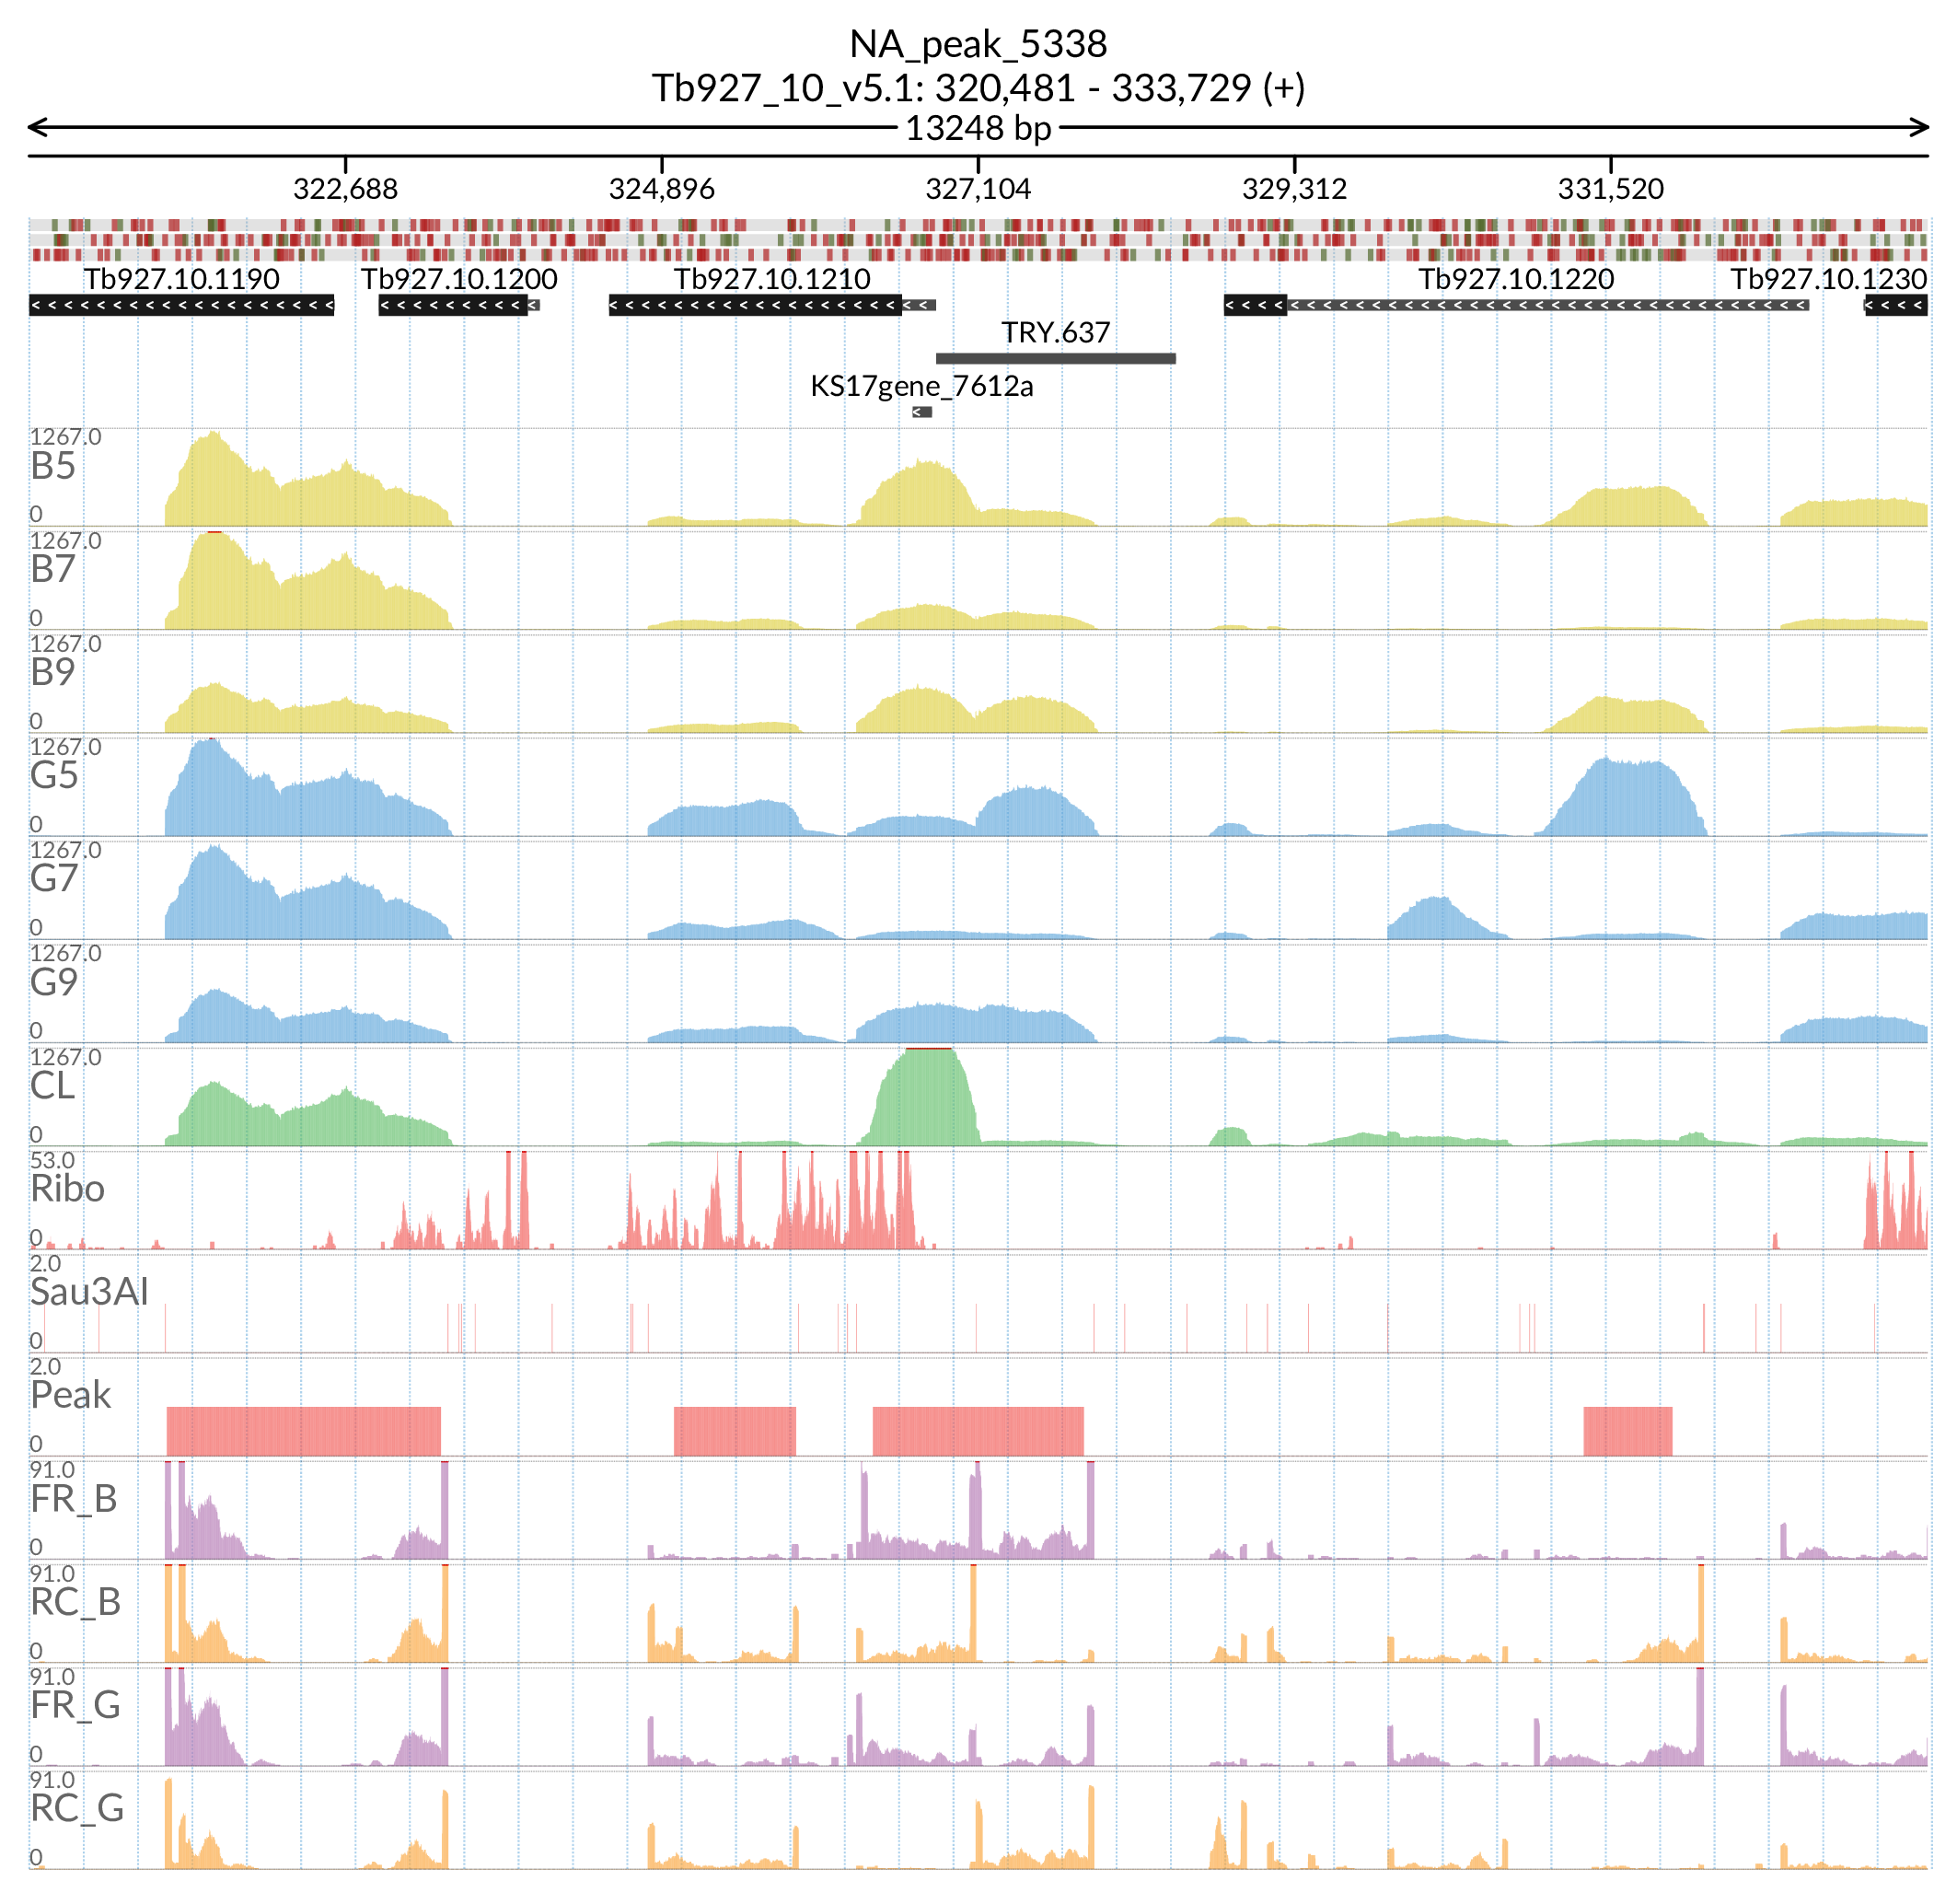 NA_peak_5338
Tb927_10_v5.1: 320,481 - 333,729 (+)
13248 bp
322,688 324,896 327,104 329,312 331,520
Tb927.10.1190 Tb927.10.1200 Tb927.10.1210 Tb927.10.1220 Tb927.10.1230
TRY.637
KS17gene_7612a
1267.0
B5
0
1267.0
B7
0
1267.0
B9
0
1267.0
G5
0
1267.0
G7
0
1267.0
G9
0
1267.0
CL
0
53.0
Ribo
0
2.0
Sau3AI
0
2.0
Peak
0
91.0
FR_B
0
91.0
RC_B
0
91.0
FR_G
0
91.0
RC_G
0